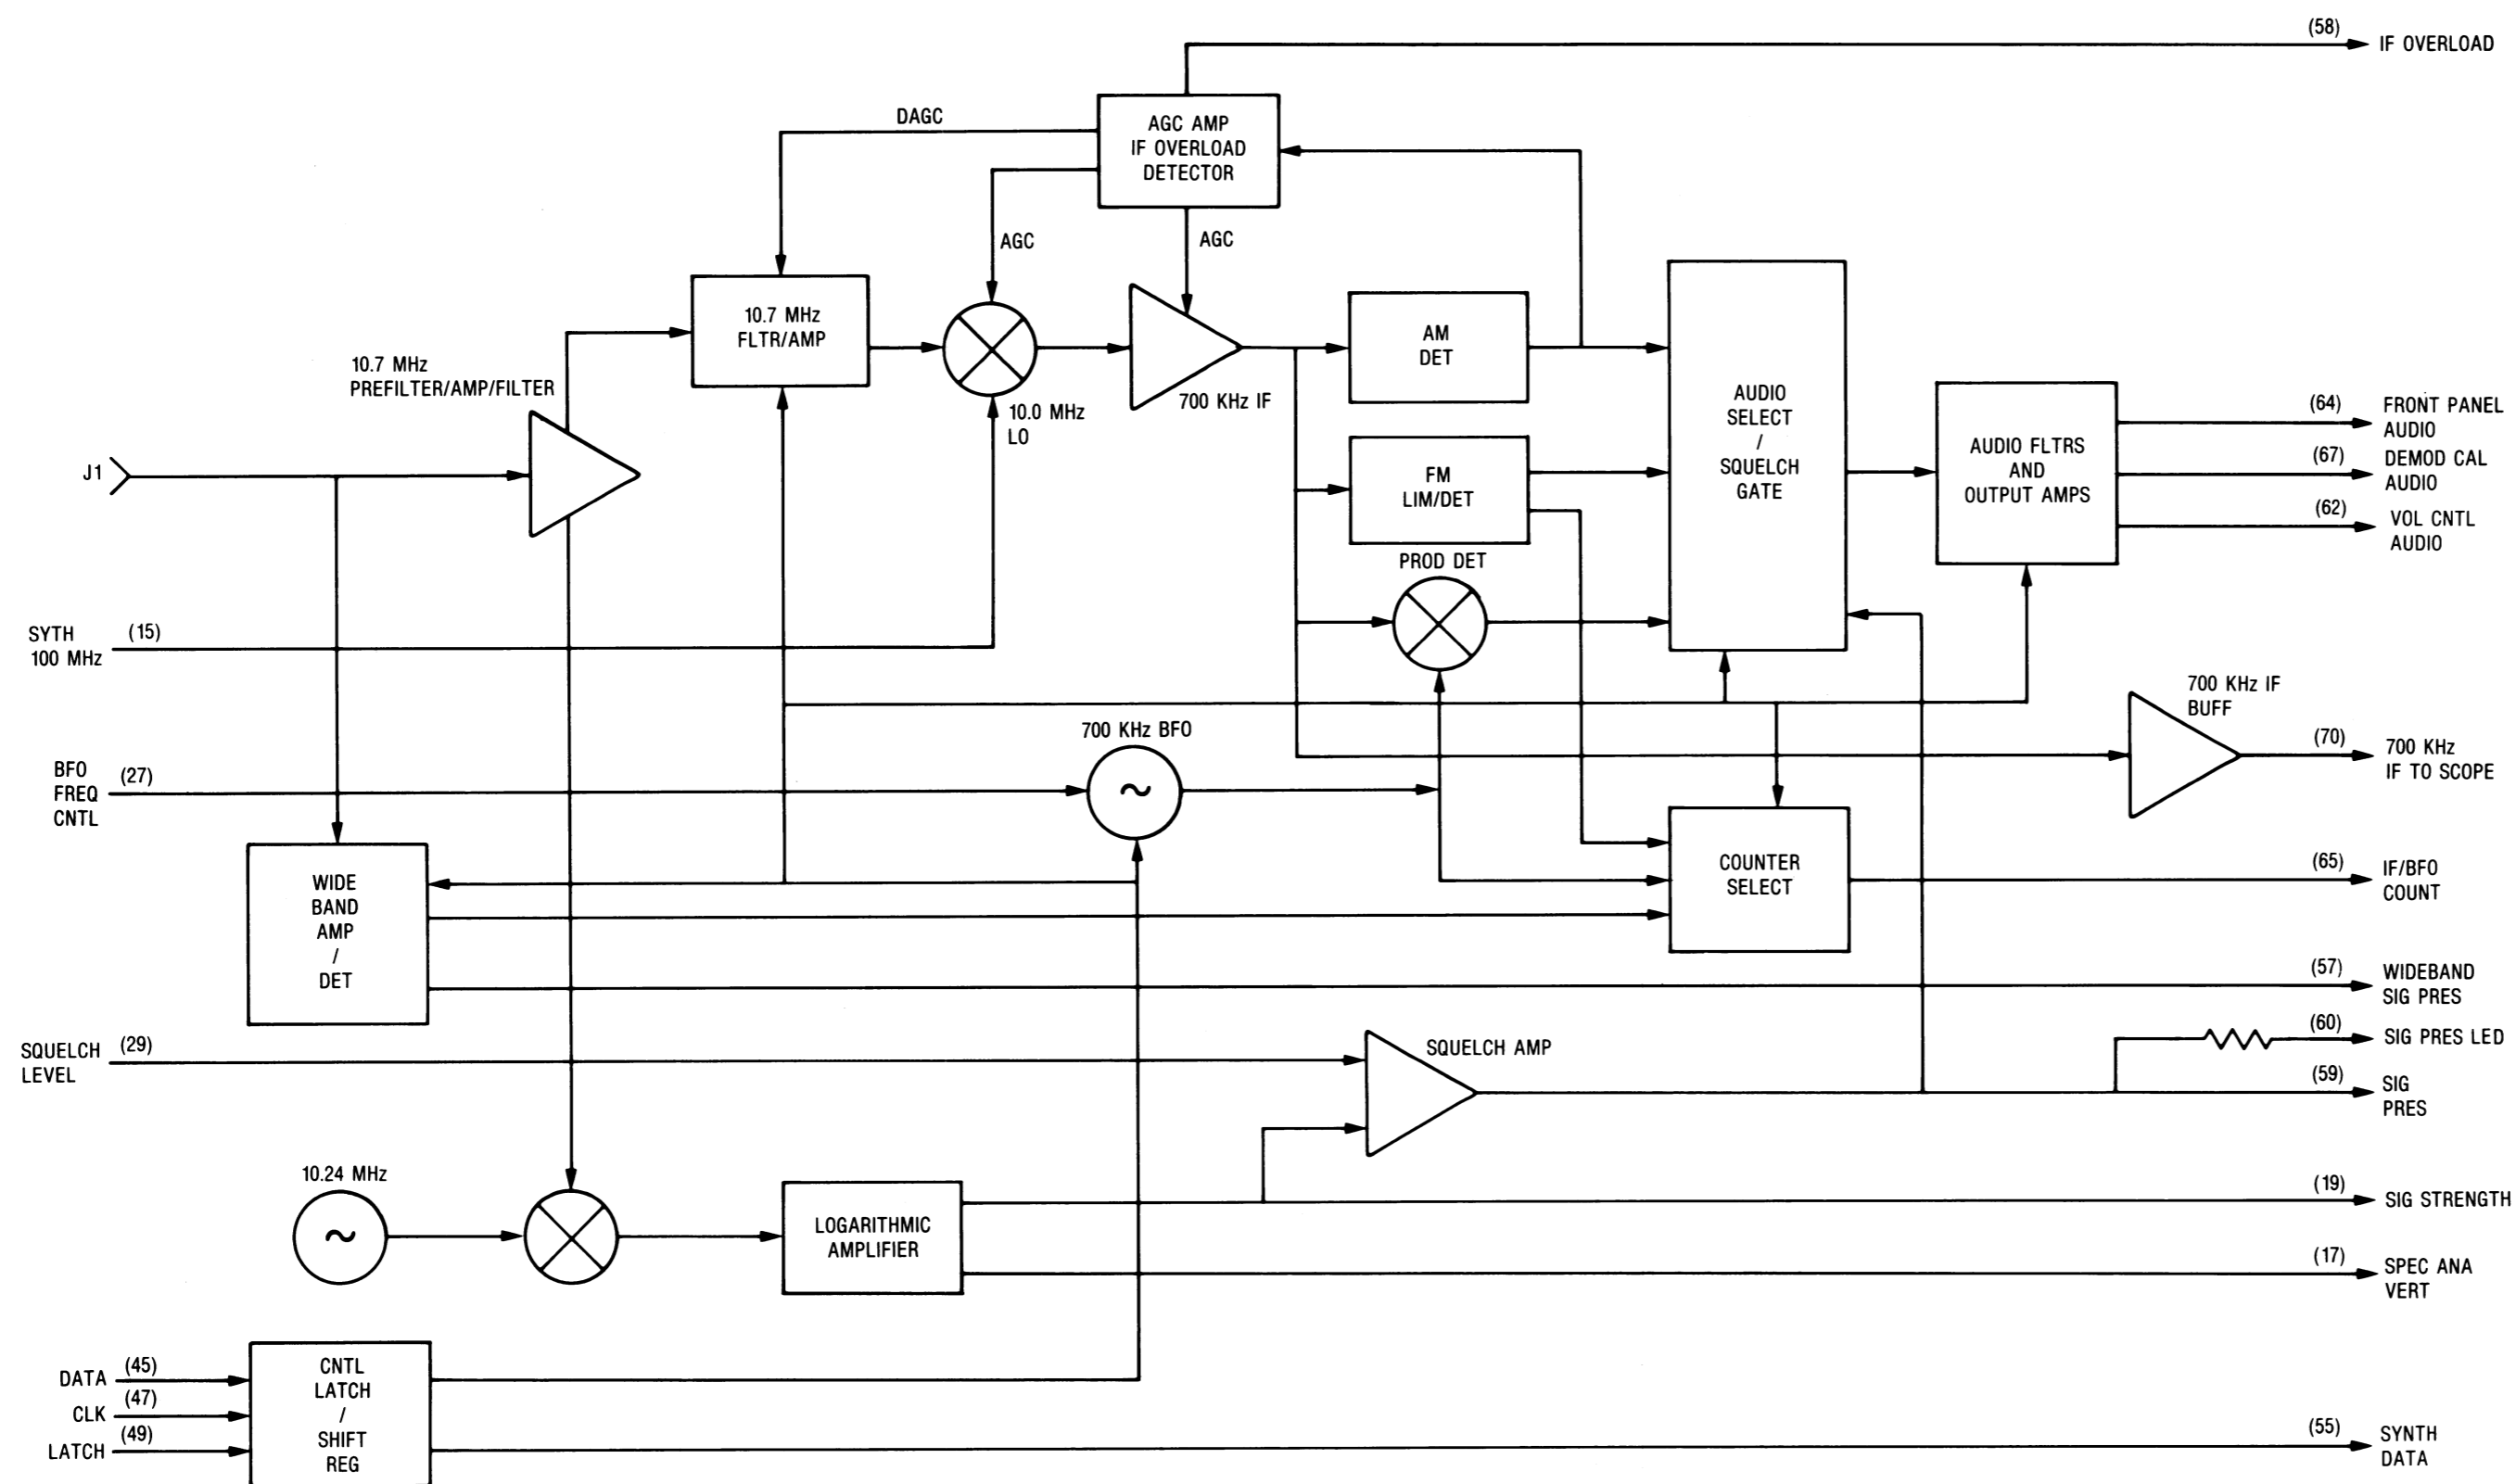 (58)
IF OVERLOAD
DAGC
AGC AMP
IF OVERLOAD
DETECTOR
AGC
AGC
10.7 MHz
FLTR/AMP
10.7 MHz
PREFILTER/AMP/FILTER
10.0 MHz
LO
700 KHz IF
AM
DET
AUDIO
SELECT
/
SQUELCH
GATE
J1
FM
LIM/DET
AUDIO FLTRS
AND
OUTPUT AMPS
(64)
FRONT PANEL
AUDIO
(67)
DEMOD CAL
AUDIO
(62)
VOL CNTL
AUDIO
PROD DET
SYTH
100 MHz
(15)
700 KHz IF
BUFF
(70)
700 KHz
IF TO SCOPE
700 KHz BFO
BFO
FREQ
CNTL
(27)
WIDE
BAND
AMP
/
DET
COUNTER
SELECT
(65)
IF/BFO
COUNT
(57)
WIDEBAND
SIG PRES
SQUELCH
LEVEL
(29)
SQUELCH AMP
(60)
SIG PRES LED
(59)
SIG
PRES
10.24 MHz
LOGARITHMIC
AMPLIFIER
(19)
SIG STRENGTH
(17)
SPEC ANA
VERT
DATA (45)
CLK (47)
LATCH (49)
CNTL
LATCH
/
SHIFT
REG
(55)
SYNTH
DATA